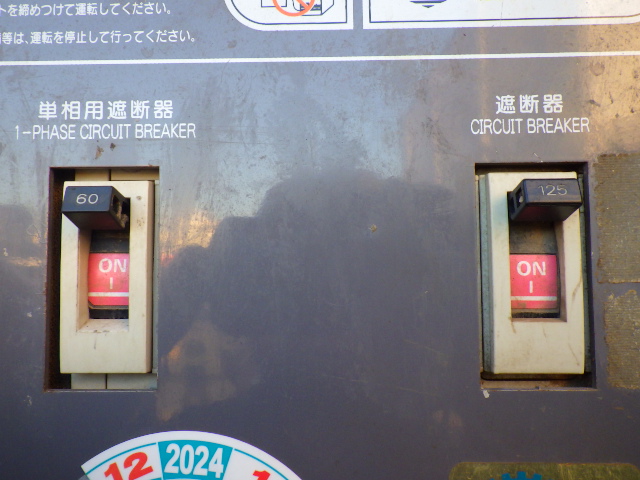 トを締めつけて運転してください。
等は、運転を停止して行ってください。
単相用遮断器
1-PHASE CIRCUIT BREAKER
遮断器
CIRCUIT BREAKER
60
125
ON
I
ON
I
2024
12